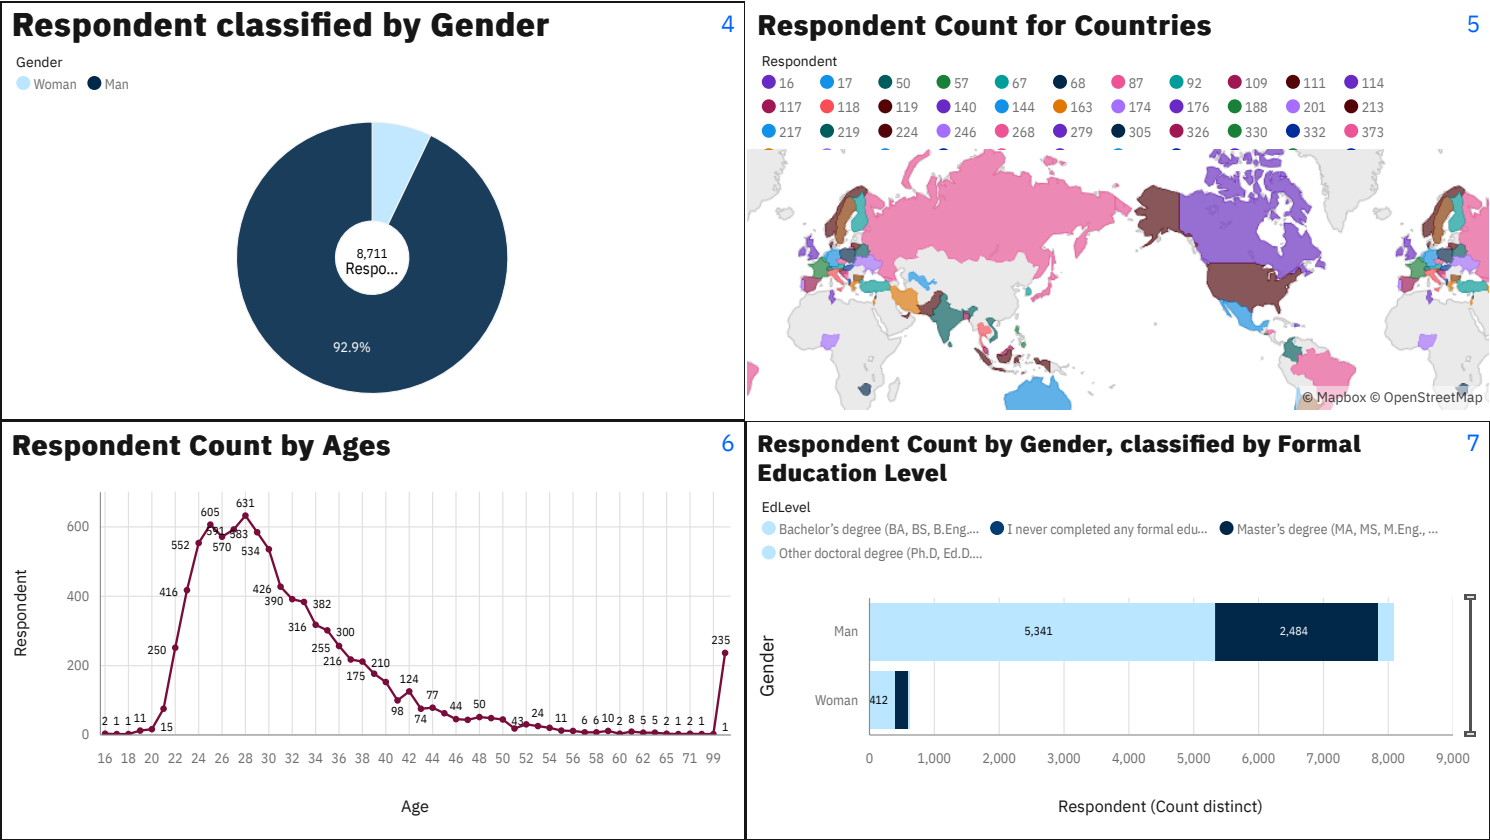 Respondent classified by Gender
4
Gender
Woman Man
8,711
Respo...
92.9%
Respondent Count for Countries
5
Respondent
16 17 50 57 67 68 87 92 109 111 114
117 118 119 140 144 163 174 176 188 201 213
217 219 224 246 268 279 305 326 330 332 373
© Mapbox © OpenStreetMap
Respondent Count by Ages
6
Respondent
600
400
200
0
2 1 1 11 15 250 416 552 605 591 570 583 631 534 426 390 382 316 300 255 216 210 175 98 124 74 77 44 50 43 24 11 6 6 10 2 8 5 5 2 1 2 1 235 1
16 18 20 22 24 26 28 30 32 34 36 38 40 42 44 46 48 50 52 54 56 58 60 62 65 71 99
Age
Respondent Count by Gender, classified by Formal
Education Level
7
EdLevel
Bachelor's degree (BA, BS, B.Eng.... I never completed any formal edu... Master's degree (MA, MS, M.Eng., ...
Other doctoral degree (Ph.D, Ed.D....
Gender
Man 5,341 2,484
Woman 412
0 1,000 2,000 3,000 4,000 5,000 6,000 7,000 8,000 9,000
Respondent (Count distinct)